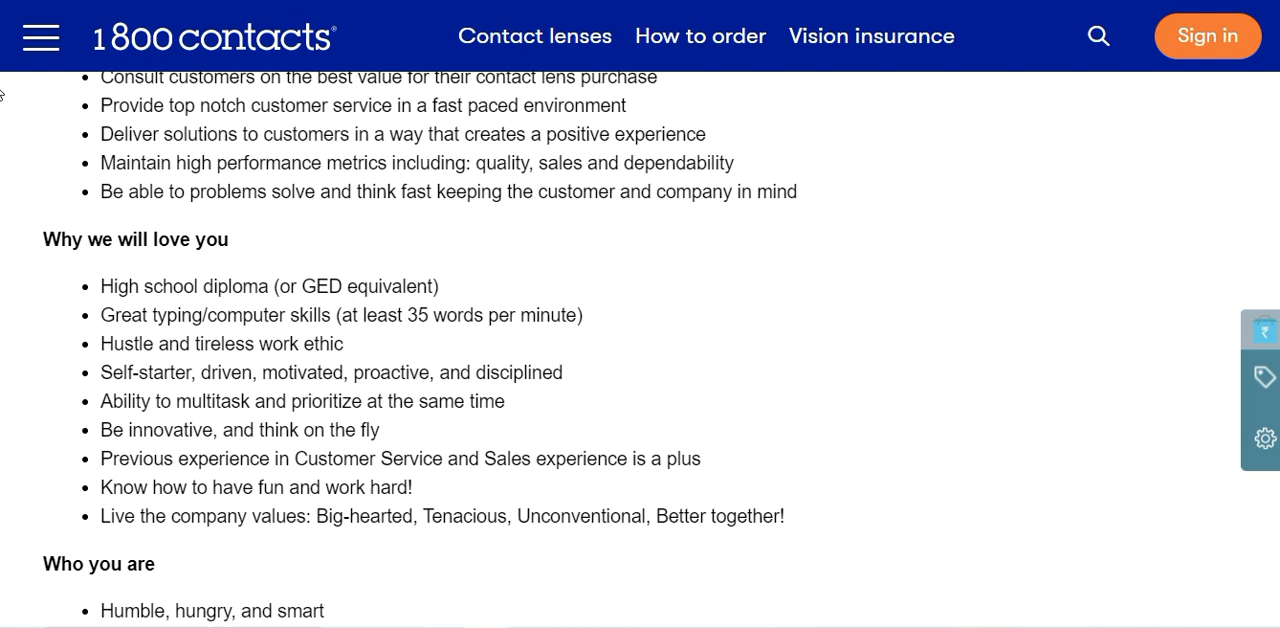 1 800 contacts®
Contact lenses How to order Vision insurance
Sign in
• Consult customers on the best value for their contact lens purchase
• Provide top notch customer service in a fast paced environment
• Deliver solutions to customers in a way that creates a positive experience
• Maintain high performance metrics including: quality, sales and dependability
• Be able to problems solve and think fast keeping the customer and company in mind
Why we will love you
• High school diploma (or GED equivalent)
• Great typing/computer skills (at least 35 words per minute)
• Hustle and tireless work ethic
• Self-starter, driven, motivated, proactive, and disciplined
• Ability to multitask and prioritize at the same time
• Be innovative, and think on the fly
• Previous experience in Customer Service and Sales experience is a plus
• Know how to have fun and work hard!
• Live the company values: Big-hearted, Tenacious, Unconventional, Better together!
Who you are
• Humble, hungry, and smart
₹